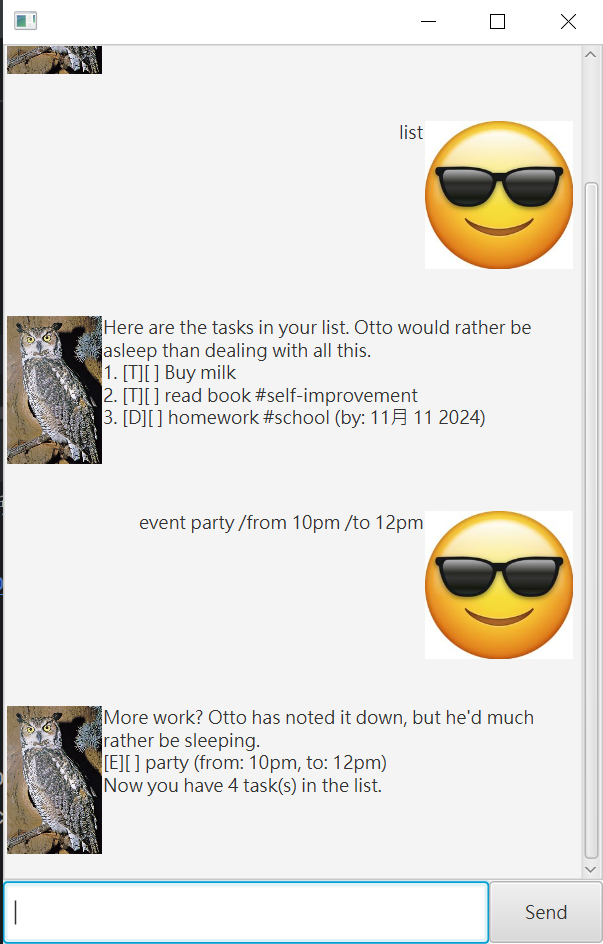 list
Here are the tasks in your list. Otto would rather be
asleep than dealing with all this.
1. [T][ ] Buy milk
2. [T][ ] read book #self-improvement
3. [D][ ] homework #school (by: 11月 11 2024)
event party /from 10pm /to 12pm
More work? Otto has noted it down, but he'd much
rather be sleeping.
[E][ ] party (from: 10pm, to: 12pm)
Now you have 4 task(s) in the list.
Send